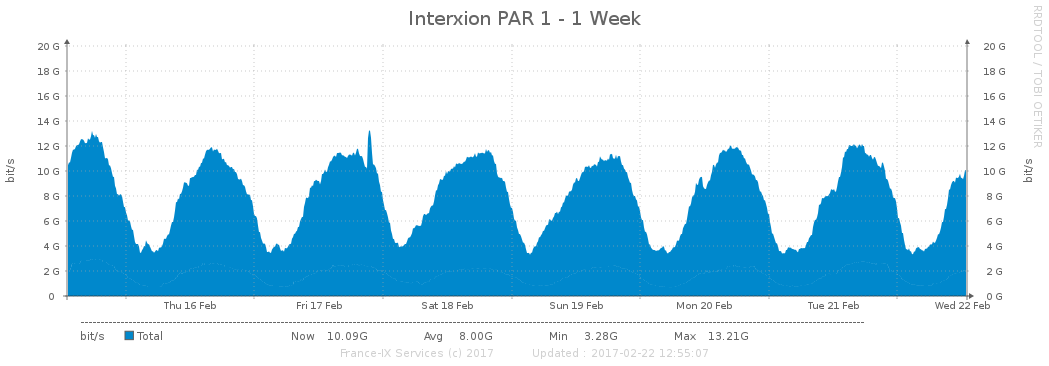 Interxion PAR 1 - 1 Week
RRDTOOL / TOBI OETIKER
bit/s
20 G 20 G
18 G 18 G
16 G 16 G
14 G 14 G
12 G 12 G
10 G 10 G
8 G 8 G
6 G 6 G
4 G 4 G
2 G 2 G
0 0 G
bit/s
Thu 16 Feb Fri 17 Feb Sat 18 Feb Sun 19 Feb Mon 20 Feb Tue 21 Feb Wed 22 Feb
bit/s Total Now 10.09G Avg 8.00G Min 3.28G Max 13.21G
France-IX Services (c) 2017 Updated : 2017-02-22 12:55:07